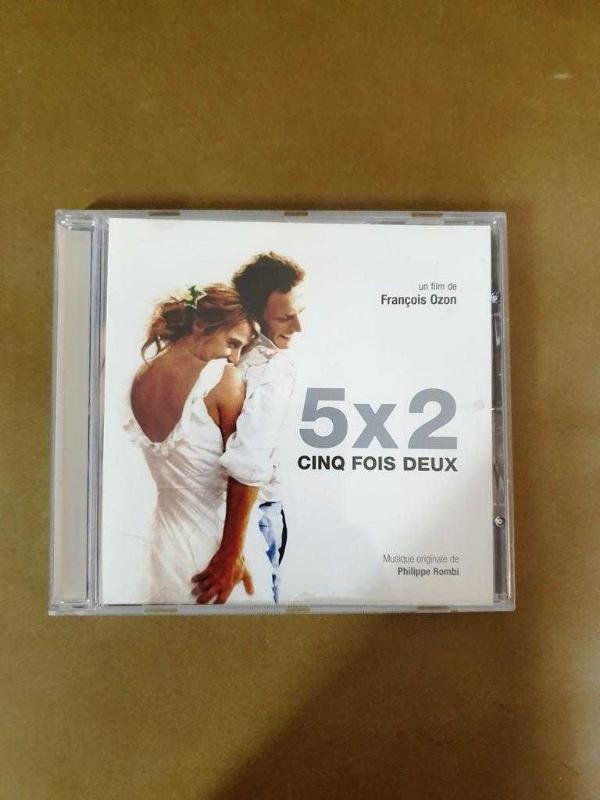 un film de
François Ozon
5x2
CINQ FOIS DEUX
Musique originale de
Philippe Rombi